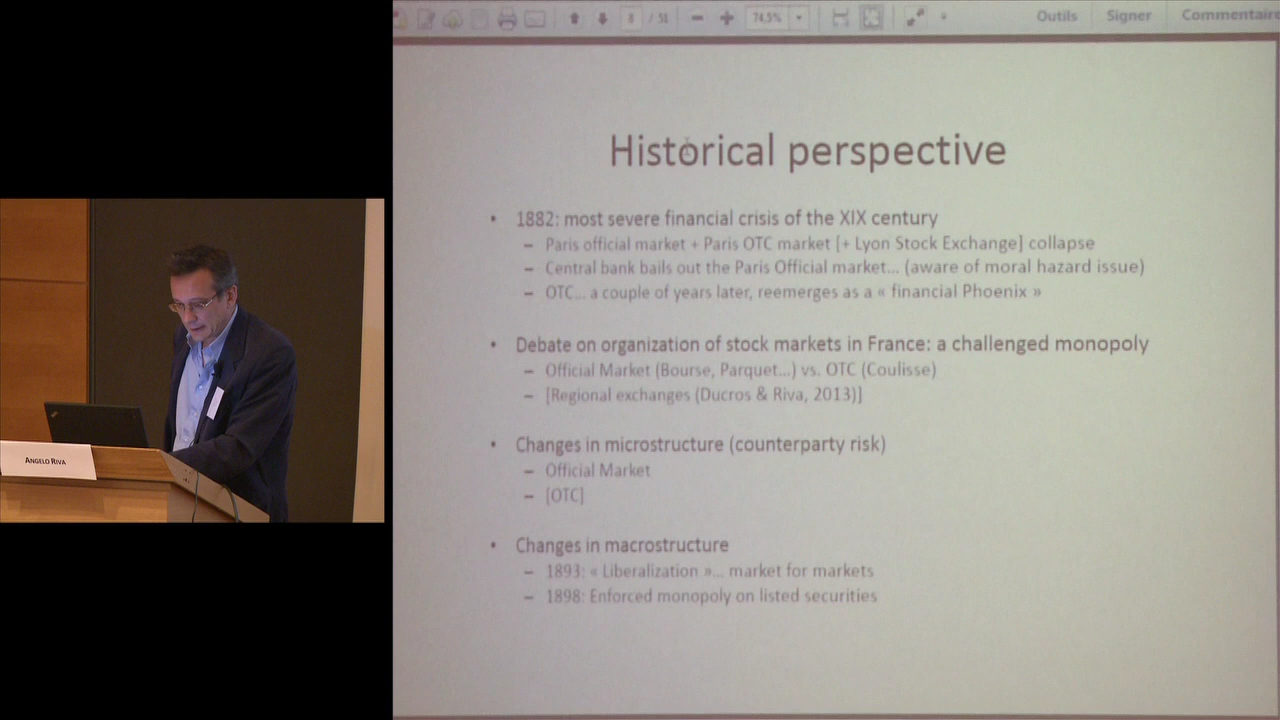 8 / 51
74,5%
Outils
Signer
Commentaire
Historical perspective
• 1882: most severe financial crisis of the XIX century
– Paris official market + Paris OTC market [+ Lyon Stock Exchange] collapse
– Central bank bails out the Paris Official market... (aware of moral hazard issue)
– OTC... a couple of years later, reemerges as a « financial Phoenix »
• Debate on organization of stock markets in France: a challenged monopoly
– Official Market (Bourse, Parquet...) vs. OTC (Coulisse)
– [Regional exchanges (Ducros & Riva, 2013)]
• Changes in microstructure (counterparty risk)
– Official Market
– [OTC]
• Changes in macrostructure
– 1893: « Liberalization »... market for markets
– 1898: Enforced monopoly on listed securities
ANGELO RIVA